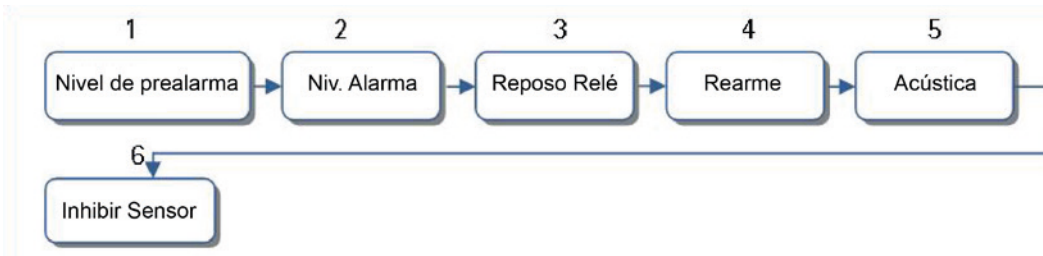 1 2 3 4 5
Nivel de prealarma Niv. Alarma Reposo Relé Rearme Acústica
6
Inhibir Sensor